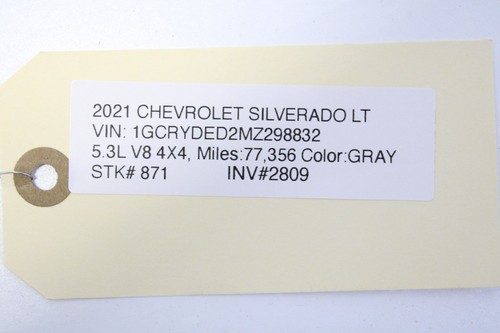 2021 CHEVROLET SILVERADO LT
VIN: 1GCRYDED2MZ298832
5.3L V8 4X4, Miles:77,356 Color:GRAY
STK# 871 INV#2809